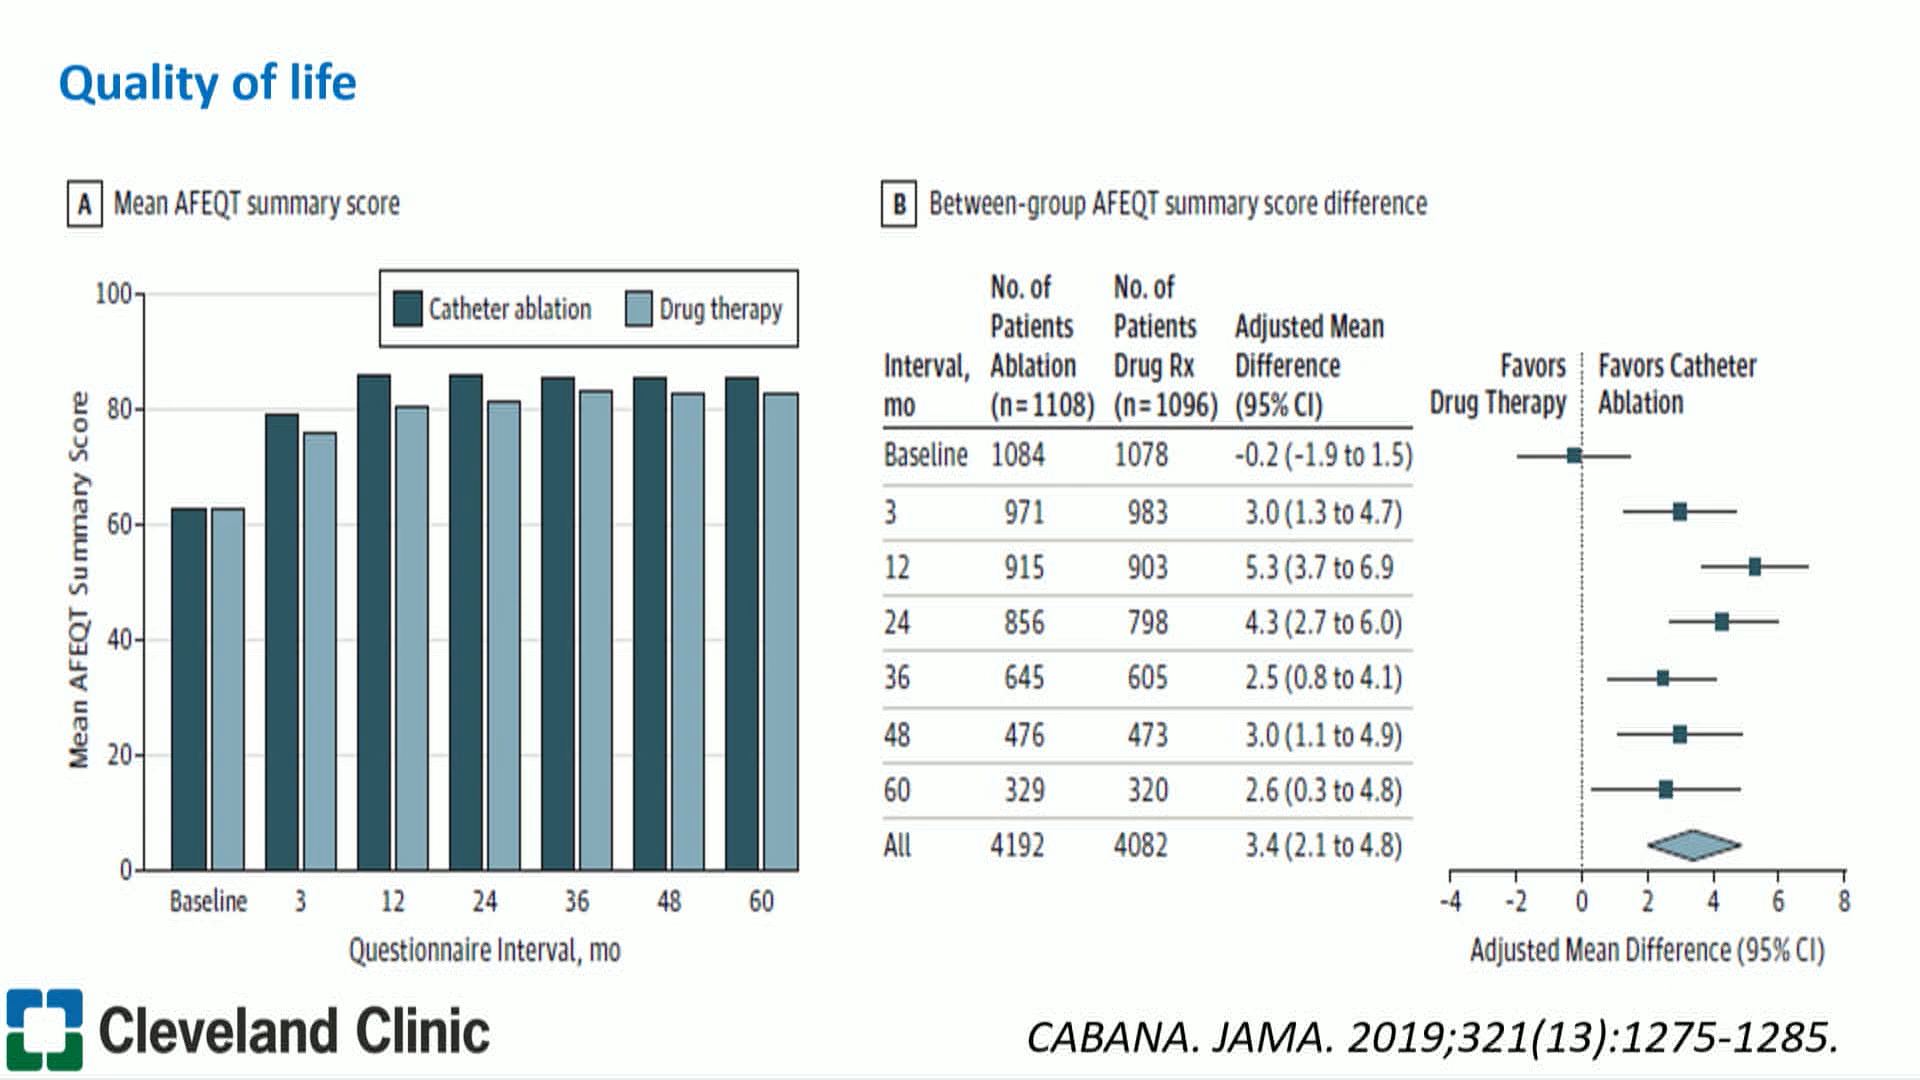 Quality of life
A Mean AFEQT summary score
100
80
60
40
20
0
Mean AFEQT Summary Score
Catheter ablation
Drug therapy
Baseline 3 12 24 36 48 60
Questionnaire Interval, mo
B Between-group AFEQT summary score difference
Interval, mo
No. of Patients Ablation (n=1108)
No. of Patients Drug Rx (n=1096)
Adjusted Mean Difference (95% CI)
Favors Drug Therapy
Favors Catheter Ablation
Baseline 1084 1078 -0.2 (-1.9 to 1.5)
3 971 983 3.0 (1.3 to 4.7)
12 915 903 5.3 (3.7 to 6.9
24 856 798 4.3 (2.7 to 6.0)
36 645 605 2.5 (0.8 to 4.1)
48 476 473 3.0 (1.1 to 4.9)
60 329 320 2.6 (0.3 to 4.8)
All 4192 4082 3.4 (2.1 to 4.8)
-4 -2 0 2 4 6 8
Adjusted Mean Difference (95% CI)
Cleveland Clinic
CABANA. JAMA. 2019;321(13):1275-1285.